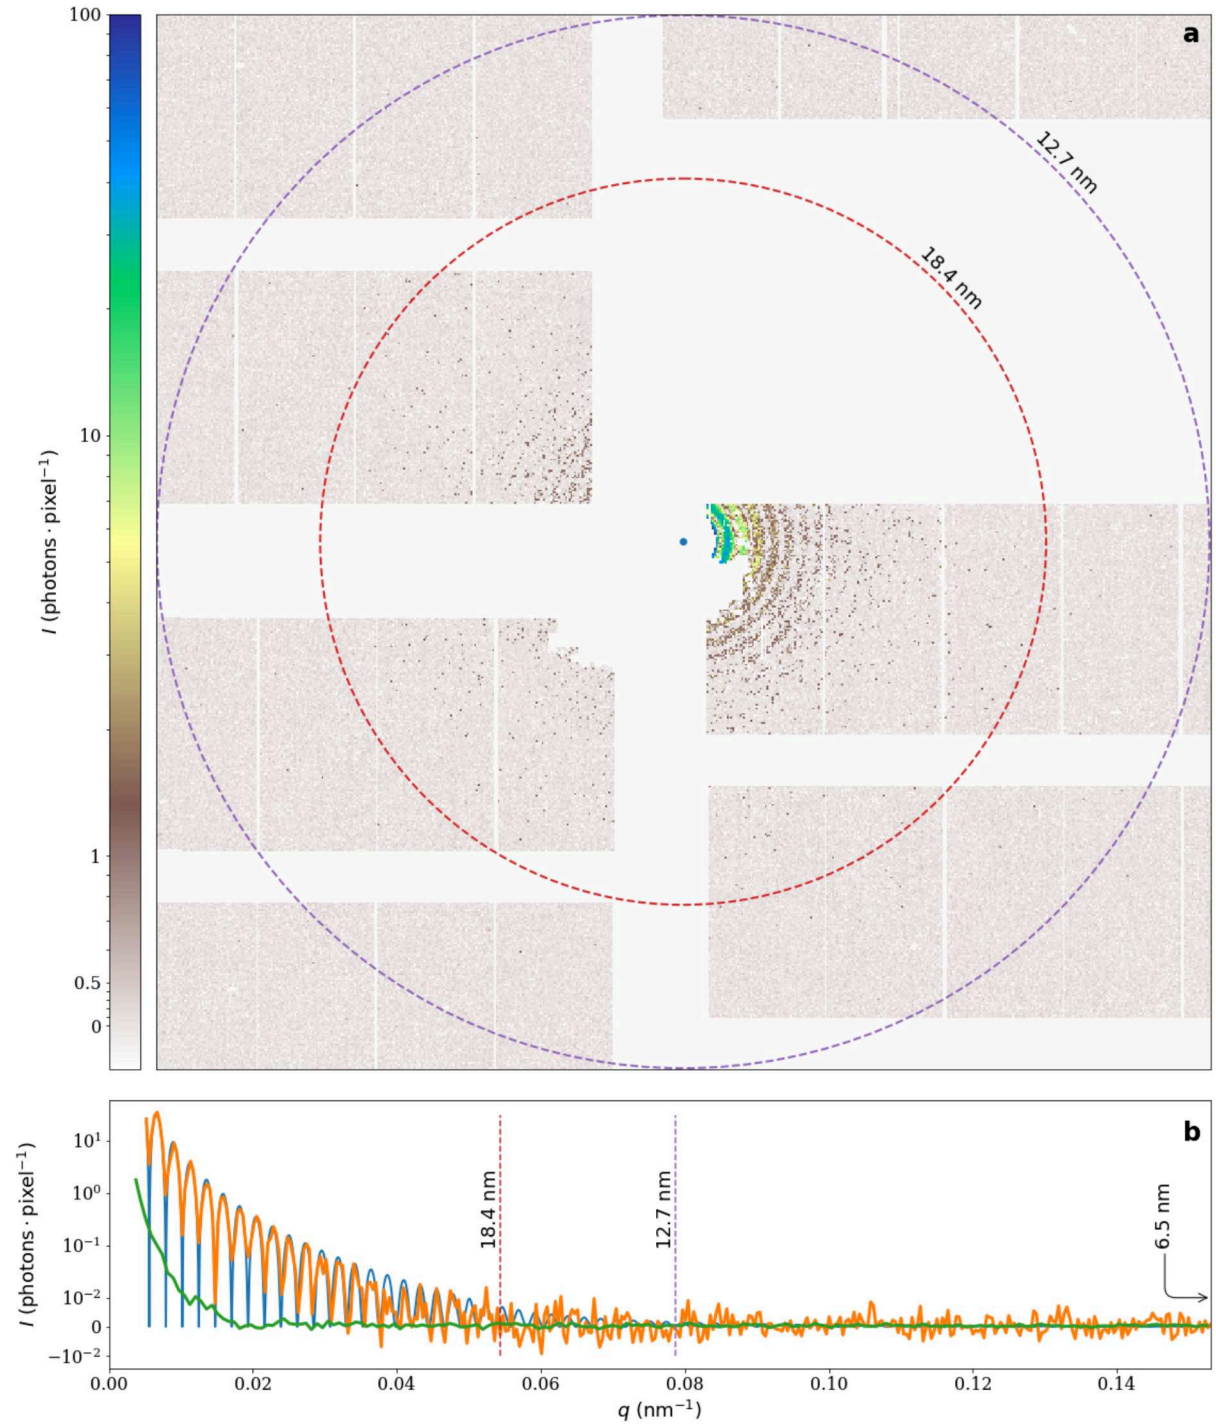 100
a
12.7 nm
18.4 nm
10
I (photons · pixel⁻¹)
1
0.5
0
b
10¹
10⁰
10⁻¹
10⁻²
0
−10⁻²
I (photons · pixel⁻¹)
18.4 nm
12.7 nm
6.5 nm
0.00 0.02 0.04 0.06 0.08 0.10 0.12 0.14
q (nm⁻¹)